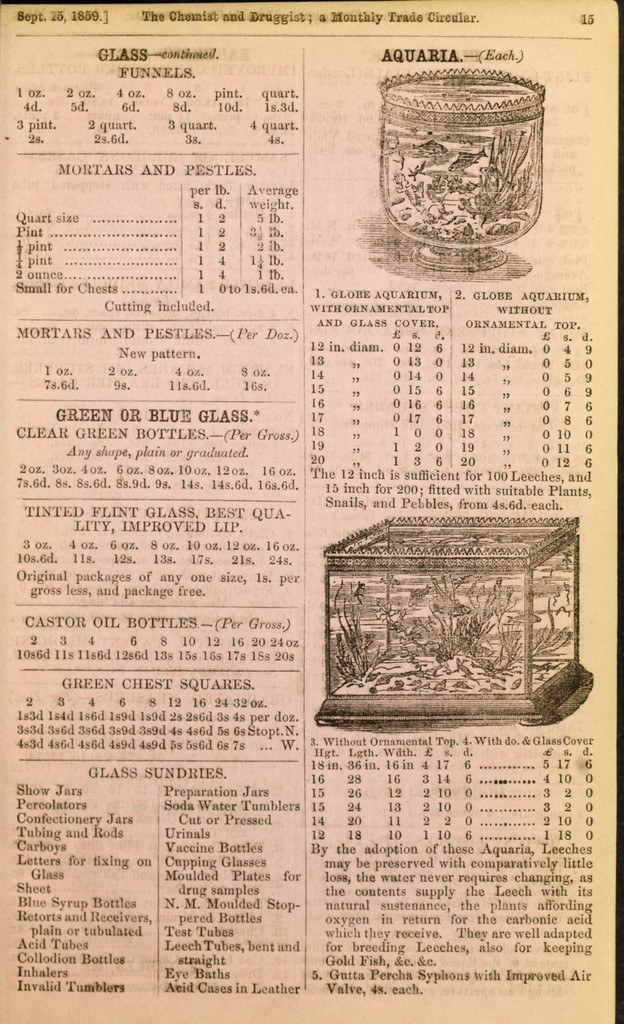 Sept. 15, 1859.] The Chemist and Druggist; a Monthly Trade Circular. 15
GLASS—continued.
FUNNELS.
1 oz. 2 oz. 4 oz. 8 oz. pint. quart.
4d. 5d. 6d. 8d. 10d. 1s.3d.
3 pint. 2 quart. 3 quart. 4 quart.
2s. 2s.6d. 3s. 4s.
MORTARS AND PESTLES.
per lb. Average
s. d. weight.
Quart size .................. 1 2 5 lb.
Pint .................. 1 2 3½ lb.
½ pint .................. 1 2 2 lb.
¼ pint .................. 1 4 1¼ lb.
2 ounce.................. 1 4 1 lb.
Small for Chests ............ 1 0 to 1s.6d. ea.
Cutting included.
MORTARS AND PESTLES.—(Per Doz.)
New pattern.
1 oz. 2 oz. 4 oz. 8 oz.
7s.6d. 9s. 11s.6d. 16s.
GREEN OR BLUE GLASS.*
CLEAR GREEN BOTTLES.—(Per Gross.)
Any shape, plain or graduated.
2 oz. 3oz. 4 oz. 6 oz. 8oz. 10 oz. 12 oz. 16 oz.
7s.6d. 8s. 8s.6d. 8s.9d. 9s. 14s. 14s.6d. 16s.6d.
TINTED FLINT GLASS, BEST QUA-
LITY, IMPROVED LIP.
3 oz. 4 oz. 6 oz. 8 oz. 10 oz. 12 oz. 16 oz.
10s.6d. 11s. 12s. 13s. 17s. 21s. 24s.
Original packages of any one size, 1s. per
gross less, and package free.
CASTOR OIL BOTTLES.—(Per Gross.)
2 3 4 6 8 10 12 16 20 24 oz
10s6d 11s 11s6d 12s6d 13s 15s 16s 17s 18s 20s
GREEN CHEST SQUARES.
2 3 4 6 8 12 16 24 32 oz.
1s3d 1s4d 1s6d 1s9d 1s9d 2s 2s6d 3s 4s per doz.
3s3d 3s6d 3s6d 3s9d 3s9d 4s 4s6d 5s 6s Stopt. N.
4s3d 4s6d 4s6d 4s9d 4s9d 5s 5s6d 6s 7s ... W.
GLASS SUNDRIES.
Show Jars
Percolators
Confectionery Jars
Tubing and Rods
Carboys
Letters for fixing on
Glass
Sheet
Blue Syrup Bottles
Retorts and Receivers,
plain or tubulated
Acid Tubes
Collodion Bottles
Inhalers
Invalid Tumblers
Preparation Jars
Soda Water Tumblers
Cut or Pressed
Urinals
Vaccine Bottles
Cupping Glasses
Moulded Plates for
drug samples
N. M. Moulded Stop-
pered Bottles
Test Tubes
Leech Tubes, bent and
straight
Eye Baths
Acid Cases in Leather
AQUARIA.—(Each.)
1. GLOBE AQUARIUM,
WITH ORNAMENTAL TOP
AND GLASS COVER.
£ s. d.
12 in. diam. 0 12 6
13 „ 0 13 0
14 „ 0 14 0
15 „ 0 15 6
16 „ 0 16 6
17 „ 0 17 6
18 „ 1 0 0
19 „ 1 2 0
20 „ 1 3 6
2. GLOBE AQUARIUM,
WITHOUT
ORNAMENTAL TOP.
£ s. d.
12 in. diam. 0 4 9
13 „ 0 5 0
14 „ 0 5 9
15 „ 0 6 9
16 „ 0 7 6
17 „ 0 8 6
18 „ 0 10 0
19 „ 0 11 6
20 „ 0 12 6
The 12 inch is sufficient for 100 Leeches, and
15 inch for 200; fitted with suitable Plants,
Snails, and Pebbles, from 4s.6d. each.
3. Without Ornamental Top. 4. With do. & Glass Cover
Hgt. Lgth. Wdth. £ s. d. £ s. d.
18 in. 36 in. 16 in 4 17 6 ............ 5 17 6
16 28 16 3 14 6 ............ 4 10 0
15 26 12 2 10 0 ............ 3 2 0
15 24 13 2 10 0 ............ 3 2 0
14 20 11 2 2 0 ............ 2 10 0
12 18 10 1 10 6 ............ 1 18 0
By the adoption of these Aquaria, Leeches
may be preserved with comparatively little
loss, the water never requires changing, as
the contents supply the Leech with its
natural sustenance, the plants affording
oxygen in return for the carbonic acid
which they receive. They are well adapted
for breeding Leeches, also for keeping
Gold Fish, &c. &c.
5. Gutta Percha Syphons with Improved Air
Valve, 4s. each.